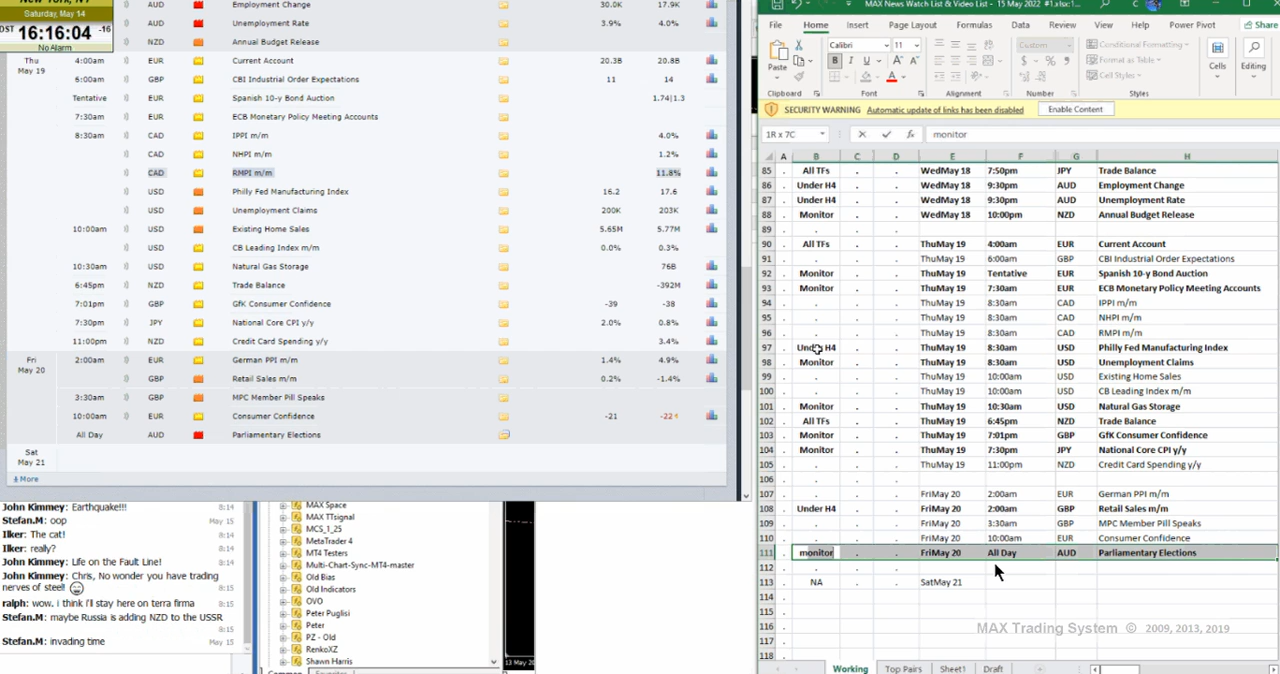 New York, NY
Saturday, May 14
DST 16:16:04 -16
No Alarm
AUD Employment Change 30.0K 17.9K
AUD Unemployment Rate 3.9% 4.0%
NZD Annual Budget Release
Thu May 19 4:00am EUR Current Account 20.3B 20.8B
6:00am GBP CBI Industrial Order Expectations 11 14
Tentative EUR Spanish 10-y Bond Auction 1.74|1.3
7:30am EUR ECB Monetary Policy Meeting Accounts
8:30am CAD IPPI m/m 4.0%
CAD NHPI m/m 1.2%
CAD RMPI m/m 11.8%
USD Philly Fed Manufacturing Index 16.2 17.6
USD Unemployment Claims 200K 203K
10:00am USD Existing Home Sales 5.65M 5.77M
USD CB Leading Index m/m 0.0% 0.3%
10:30am USD Natural Gas Storage 76B
6:45pm NZD Trade Balance -392M
7:01pm GBP GfK Consumer Confidence -39 -38
7:30pm JPY National Core CPI y/y 2.0% 0.8%
11:00pm NZD Credit Card Spending y/y 3.4%
Fri May 20 2:00am EUR German PPI m/m 1.4% 4.9%
GBP Retail Sales m/m 0.2% -1.4%
3:30am GBP MPC Member Pill Speaks
10:00am EUR Consumer Confidence -21 -22
All Day AUD Parliamentary Elections
Sat May 21
More
John Kimmey: Earthquake!!! 8:14
Stefan.M: oop May 15
Ilker: The cat! 8:14
Ilker: really? 8:14
John Kimmey: Life on the Fault Line! 8:14
John Kimmey: Chris, No wonder you have trading
nerves of steel! 8:15
ralph: wow. i think I'll stay here on terra firma 8:15
Stefan.M: maybe Russia is adding NZD to the USSR
8:15
Stefan.M: invading time May 15
MAX Space
MAX TTsignal
MCS_1_25
MetaTrader 4
MT4 Testers
Multi-Chart-Sync-MT4-master
Old Bias
Old Indicators
OVO
Peter Puglisi
Peter
PZ - Old
RenkoXZ
Shawn Harris
Common
13 May 20
MAX News Watch List & Video List - 15 May 2022 #1.xlsx:1...
File Home Insert Page Layout Formulas Data Review View Help Power Pivot Share
Paste
Calibri 11
B I U
Custom
$ % 9
Conditional Formatting
Format as Table
Cell Styles
Cells
Editing
Clipboard Font Alignment Number Styles
SECURITY WARNING Automatic update of links has been disabled Enable Content
1R x 7C fx monitor
A B C D E F G H
85 . All TFs . . WedMay 18 7:50pm JPY Trade Balance
86 . Under H4 . . WedMay 18 9:30pm AUD Employment Change
87 . Under H4 . . WedMay 18 9:30pm AUD Unemployment Rate
88 . Monitor . . WedMay 18 10:00pm NZD Annual Budget Release
89 . . . .
90 . All TFs . . ThuMay 19 4:00am EUR Current Account
91 . . . . ThuMay 19 6:00am GBP CBI Industrial Order Expectations
92 . Monitor . . ThuMay 19 Tentative EUR Spanish 10-y Bond Auction
93 . Monitor . . ThuMay 19 7:30am EUR ECB Monetary Policy Meeting Accounts
94 . . . . ThuMay 19 8:30am CAD IPPI m/m
95 . . . . ThuMay 19 8:30am CAD NHPI m/m
96 . . . . ThuMay 19 8:30am CAD RMPI m/m
97 . Under H4 . . ThuMay 19 8:30am USD Philly Fed Manufacturing Index
98 . Monitor . . ThuMay 19 8:30am USD Unemployment Claims
99 . . . . ThuMay 19 10:00am USD Existing Home Sales
100 . . . . ThuMay 19 10:00am USD CB Leading Index m/m
101 . Monitor . . ThuMay 19 10:30am USD Natural Gas Storage
102 . All TFs . . ThuMay 19 6:45pm NZD Trade Balance
103 . Monitor . . ThuMay 19 7:01pm GBP GfK Consumer Confidence
104 . Monitor . . ThuMay 19 7:30pm JPY National Core CPI y/y
105 . . . . ThuMay 19 11:00pm NZD Credit Card Spending y/y
106 . . . .
107 . . . . FriMay 20 2:00am EUR German PPI m/m
108 . Under H4 . . FriMay 20 2:00am GBP Retail Sales m/m
109 . . . . FriMay 20 3:30am GBP MPC Member Pill Speaks
110 . . . . FriMay 20 10:00am EUR Consumer Confidence
111 . monitor . . FriMay 20 All Day AUD Parliamentary Elections
112 . . . .
113 . NA . . SatMay 21
114 . . .
115 . . .
116 . . .
117 . . .
118 . . .
MAX Trading System © 2009, 2013, 2019
Working Top Pairs Sheet1 Draft